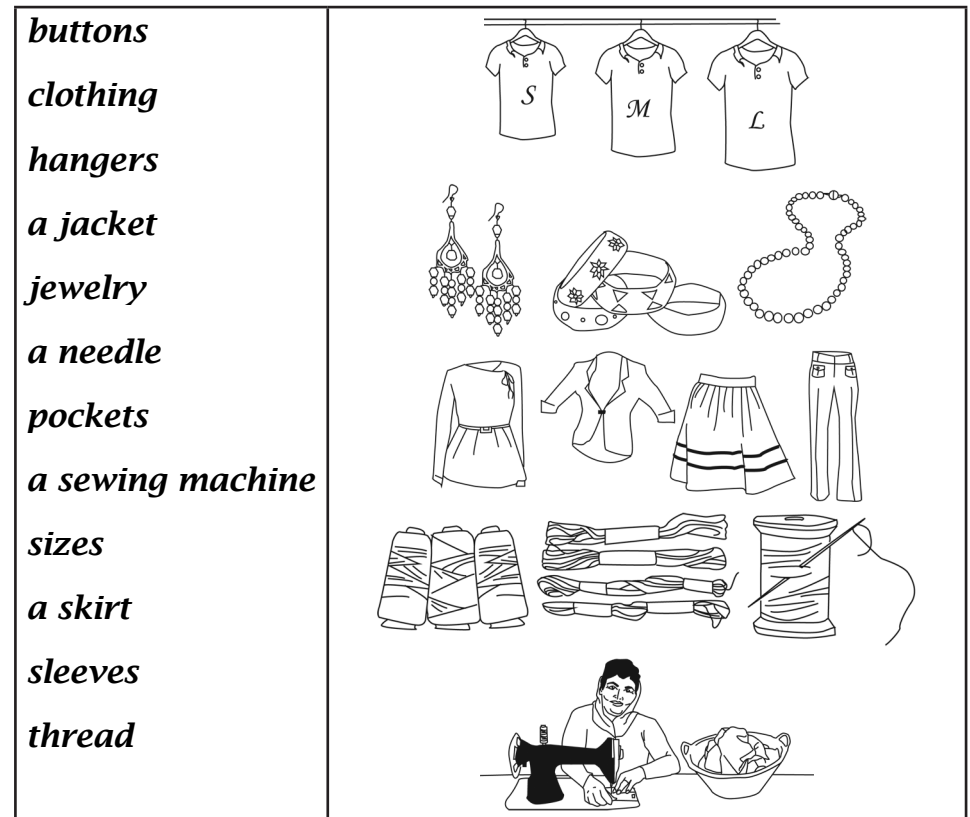 buttons
clothing
hangers
a jacket
jewelry
a needle
pockets
a sewing machine
sizes
a skirt
sleeves
thread
S
M
L